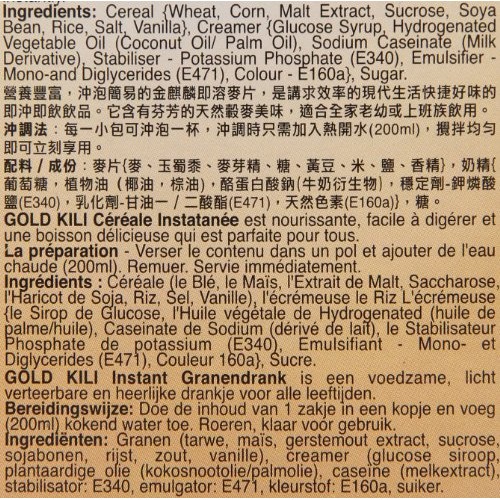 Ingredients: Cereal {Wheat, Corn, Malt Extract, Sucrose, Soya
Bean, Rice, Salt, Vanilla}, Creamer {Glucose Syrup, Hydrogenated
Vegetable Oil (Coconut Oil/ Palm Oil), Sodium Caseinate (Milk
Derivative), Stabiliser - Potassium Phosphate (E340), Emulsifier -
Mono-and Diglycerides (E471), Colour - E160a}, Sugar.
營養豐富，沖泡簡易的金麒麟即溶麥片，是講求效率的現代生活快捷好味的
即沖即飲飲品。它含有芬芳的天然穀麥美味，適合全家老幼或上班族飲用。
沖調法：每一小包可沖泡一杯，沖調時只需加入熱開水(200ml)，攪拌均勻
即可立刻享用。
配料 / 成份：麥片{麥、玉蜀黍、麥芽精、糖、黃豆、米、鹽、香精}，奶精{
葡萄糖，植物油（椰油，棕油)，酪蛋白酸鈉(牛奶衍生物)，穩定劑-鉀燐酸
鹽(E340)，乳化劑-甘油一 / 二酸酯(E471)，天然色素(E160a)}，糖。
GOLD KILI Céréale Instatanée est nourissante, facile à digérer et
une boisson délicieuse qui est parfaite pour tous.
La préparation - Verser le contenu dans un pol et ajouter de l'eau
chaude (200ml). Remuer. Servie immédiatement.
Ingrédients : Céréale (le Blé, le Maïs, l'Extrait de Malt, Saccharose,
l'Haricot de Soja, Riz, Sel, Vanille), l'écrémeuse le Riz L'écrémeuse
{le Sirop de Glucose, l'Huile végétale de Hydrogenated (huile de
palme/huile), Caseinate de Sodium (dérivé de lait), le Stabilisateur
Phosphate de potassium (E340), Emulsifiant - Mono- et
Diglycerides (E471), Couleur 160a}, Sucre.
GOLD KILI Instant Granendrank is een voedzame, licht
verteerbare en heerlijke drankje voor alle leeftijden.
Bereidingswijze: Doe de inhoud van 1 zakje in een kopje en voeg
(200ml) kokend water toe. Roeren, klaar voor gebruik.
Ingrediënten: Granen (tarwe, maïs, gerstemout extract, sucrose,
sojabonen, rijst, zout, vanille), creamer (glucose siroop,
plantaardige olie (kokosnootolie/palmolie), caseïne (melkextract),
stabilisator: E340, emulgator: E471, kleurstof: E160a, suiker.